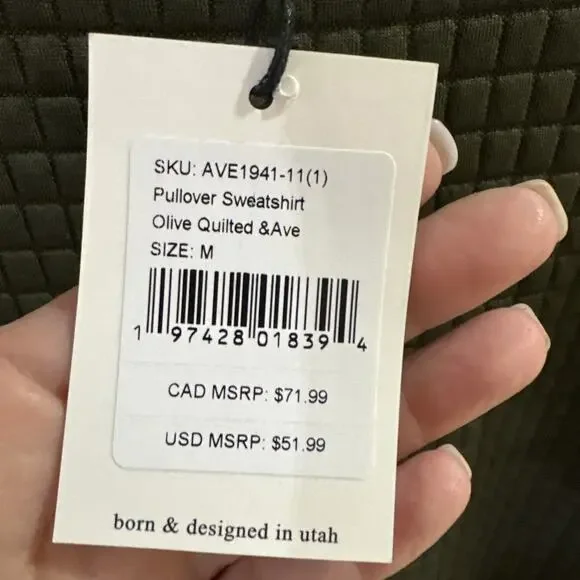 SKU: AVE1941-11(1)
Pullover Sweatshirt
Olive Quilted &Ave
SIZE: M
1 97428 01839 4
CAD MSRP: $71.99
USD MSRP: $51.99
born & designed in utah